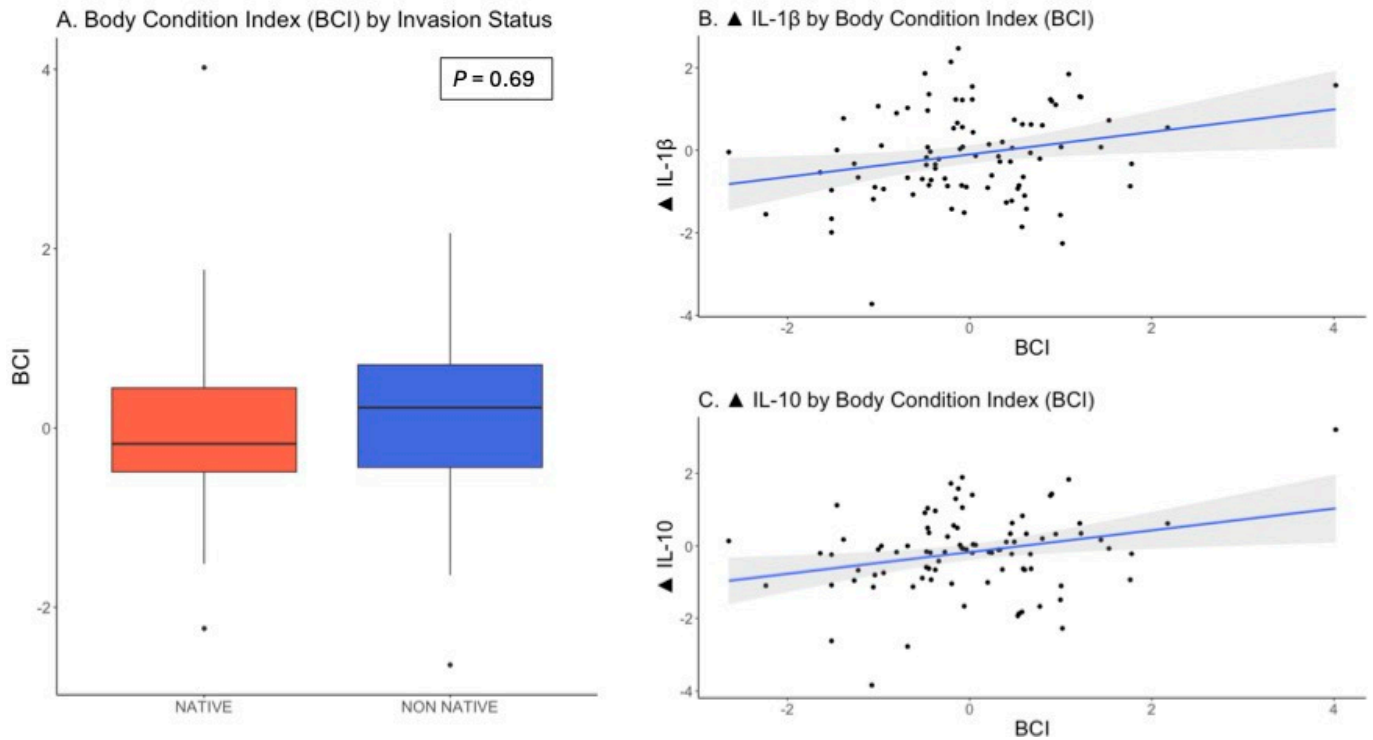 A. Body Condition Index (BCI) by Invasion Status
P = 0.69
BCI
4
2
0
-2
NATIVE
NON NATIVE
B. ▲ IL-1β by Body Condition Index (BCI)
▲ IL-1β
2
0
-2
-4
-2
0
2
4
BCI
C. ▲ IL-10 by Body Condition Index (BCI)
▲ IL-10
2
0
-2
-4
-2
0
2
4
BCI